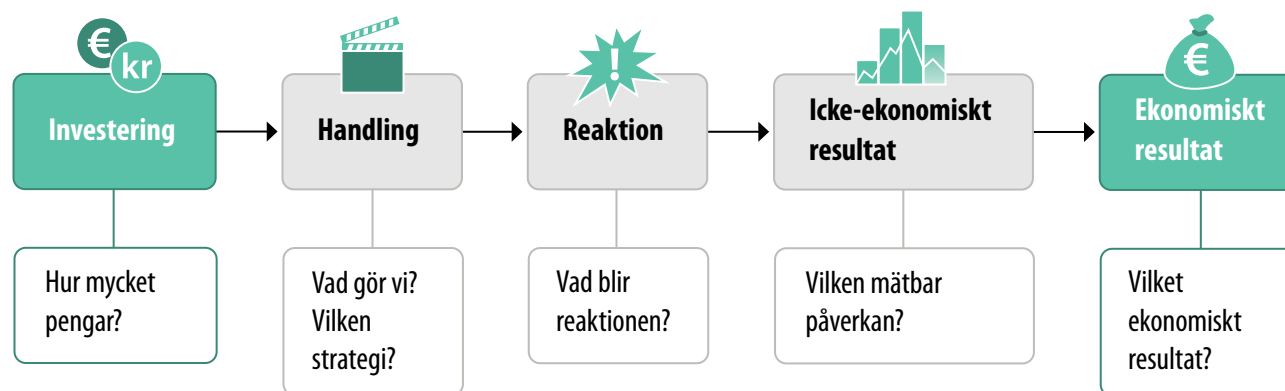 €
kr
!
€
Investering
Handling
Reaktion
Icke-ekonomiskt
resultat
Ekonomiskt
resultat
Hur mycket
pengar?
Vad gör vi?
Vilken
strategi?
Vad blir
reaktionen?
Vilken mätbar
påverkan?
Vilket
ekonomiskt
resultat?